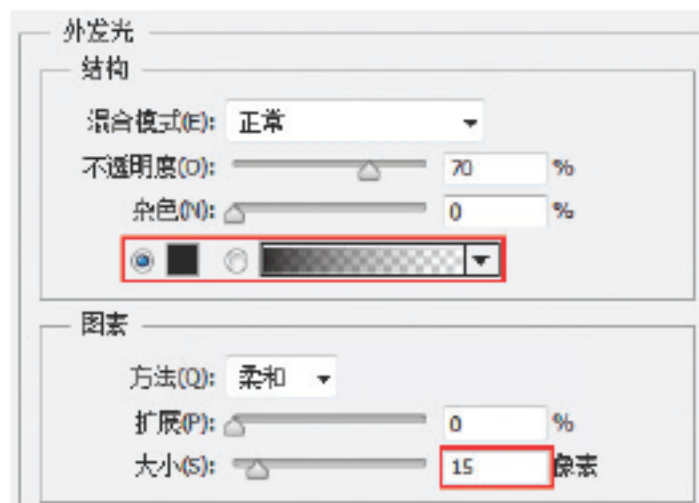 外发光
结构
混合模式(E): 正常
不透明度(O): 70 %
杂色(N): 0 %
图素
方法(Q): 柔和
扩展(P): 0 %
大小(S): 15 像素